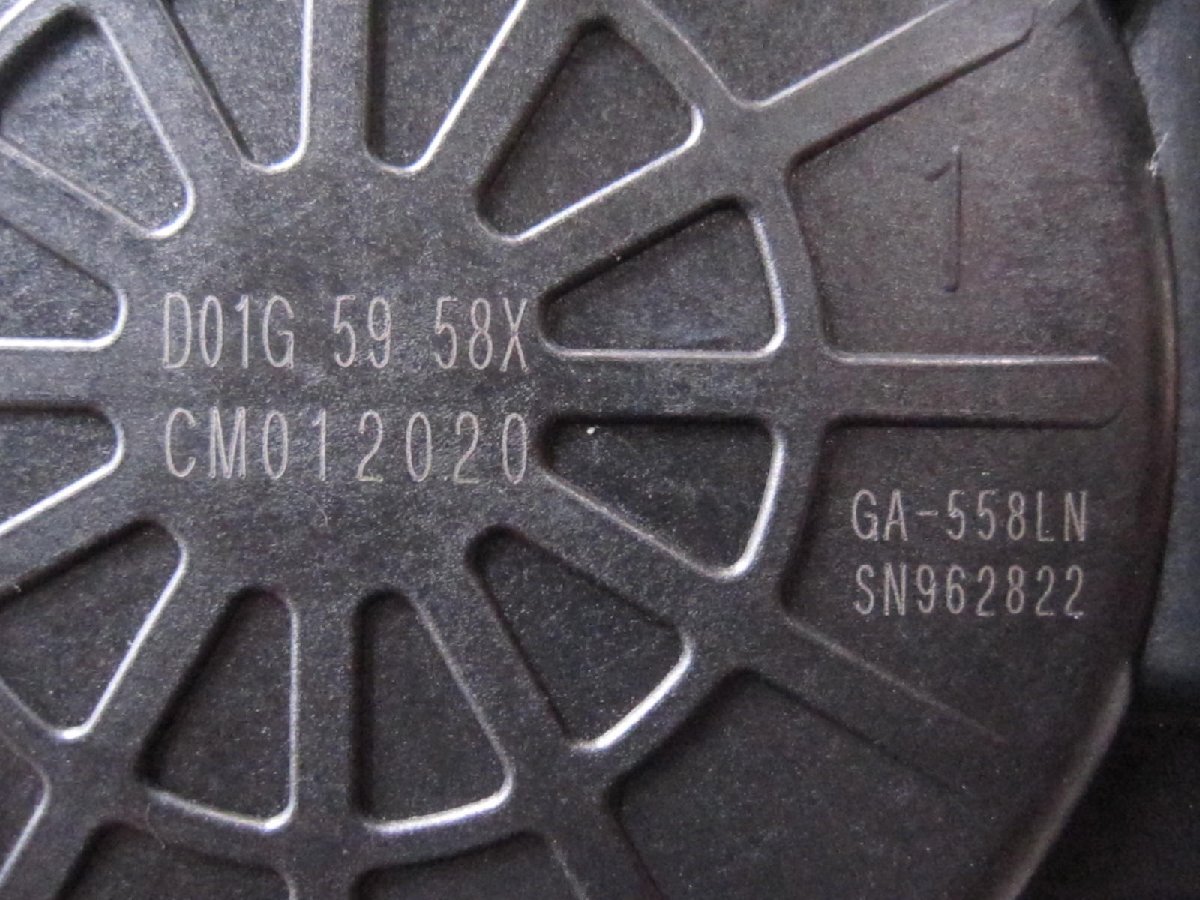 1
D01G 59 58X
CM012020
GA-558LN
SN962822